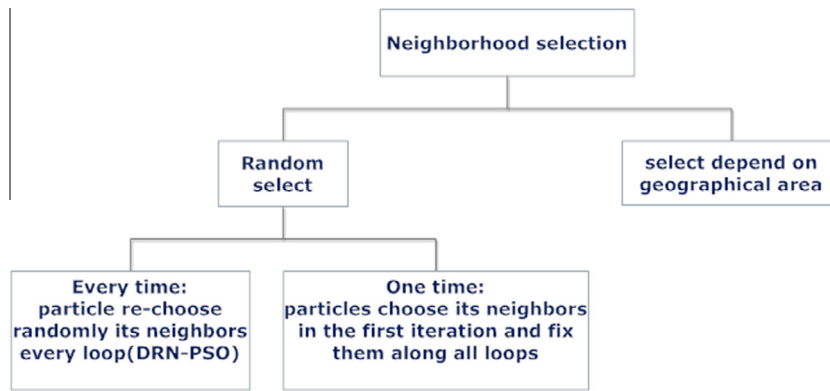 Neighborhood selection
Random
select
select depend on
geographical area
Every time:
particle re-choose
randomly its neighbors
every loop(DRN-PSO)
One time:
particles choose its neighbors
in the first iteration and fix
them along all loops